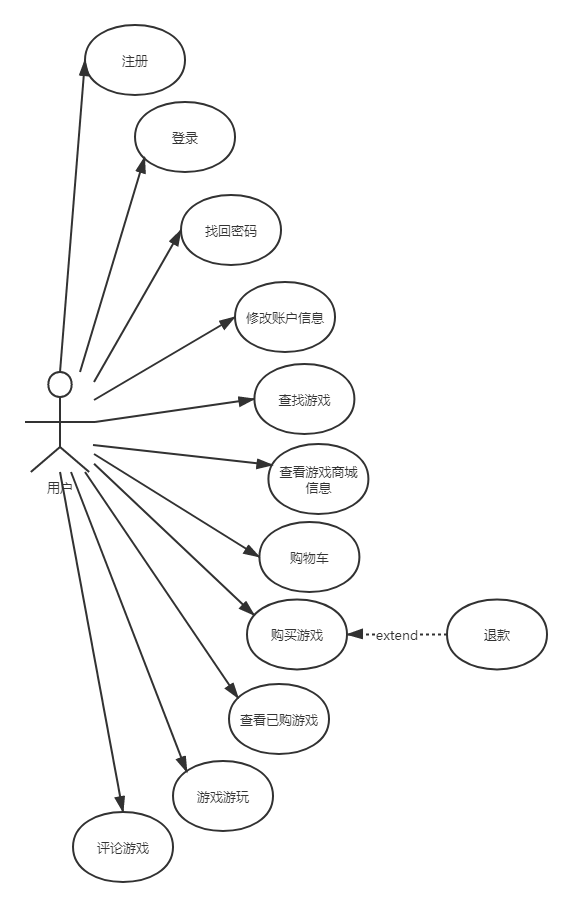 注册
登录
找回密码
修改账户信息
查找游戏
查看游戏商城
信息
用户
购物车
购买游戏
extend
退款
查看已购游戏
游戏游玩
评论游戏